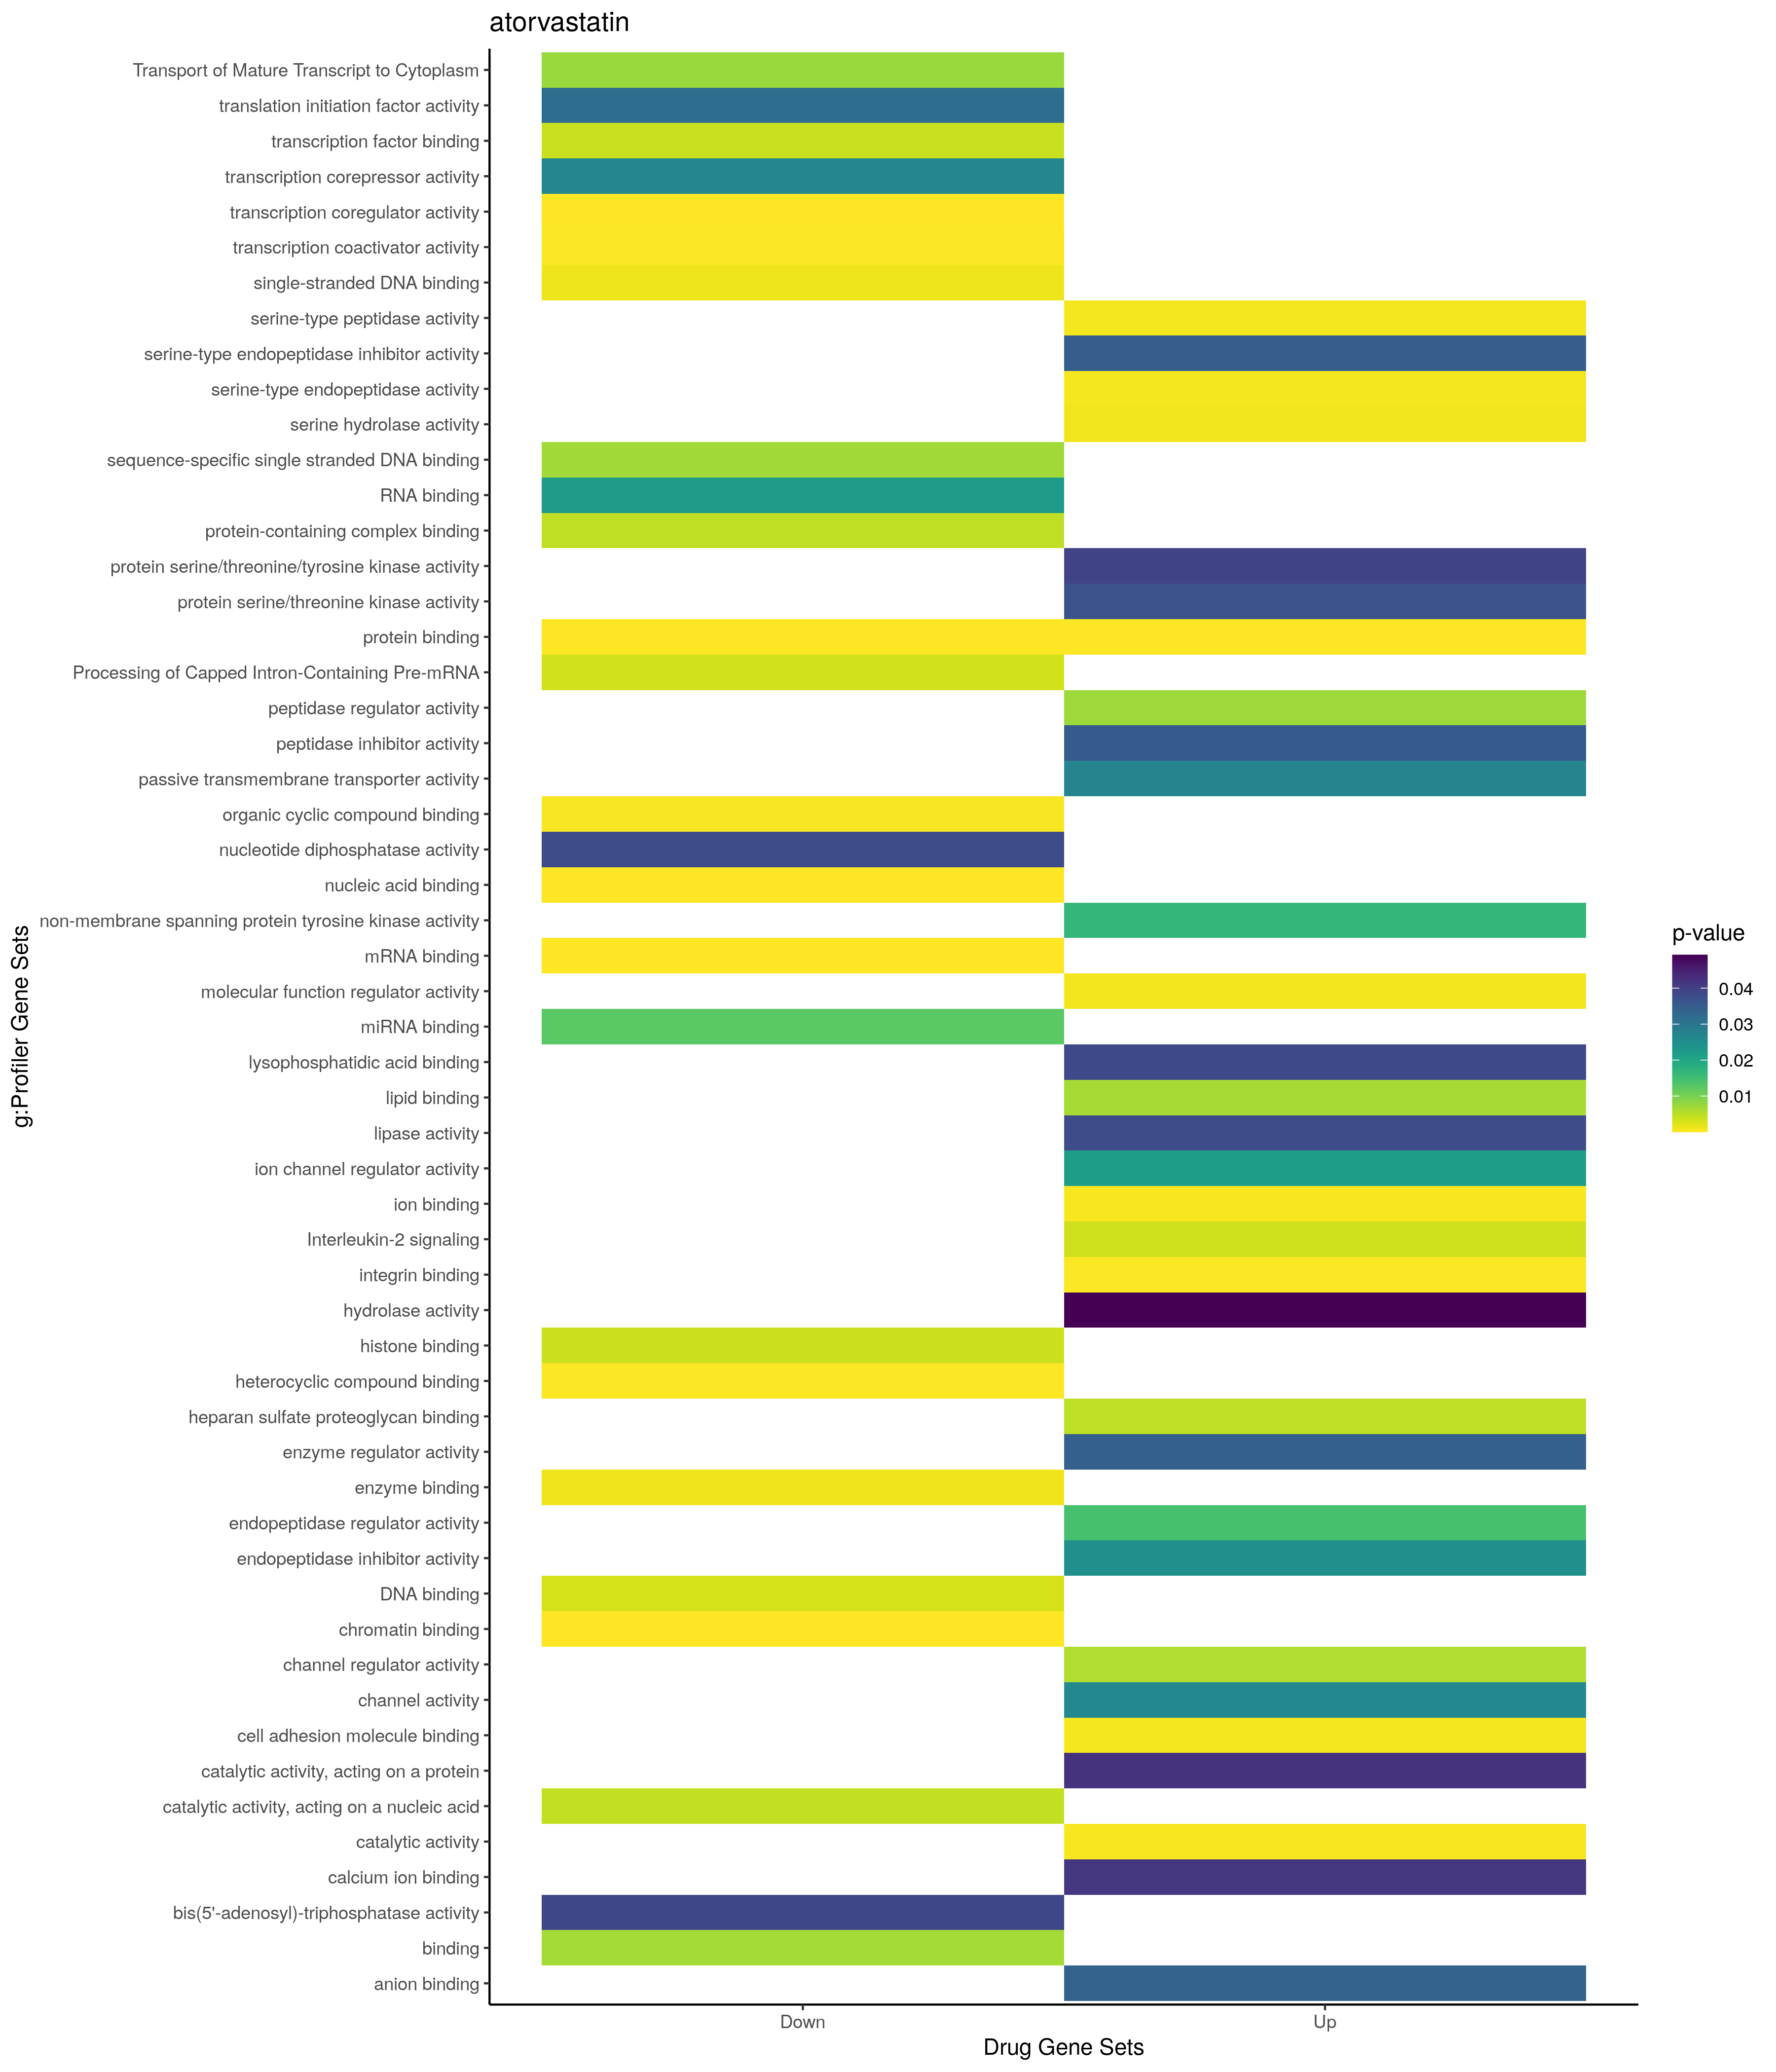 atorvastatin
Transport of Mature Transcript to Cytoplasm
translation initiation factor activity
transcription factor binding
transcription corepressor activity
transcription coregulator activity
transcription coactivator activity
single-stranded DNA binding
serine-type peptidase activity
serine-type endopeptidase inhibitor activity
serine-type endopeptidase activity
serine hydrolase activity
sequence-specific single stranded DNA binding
RNA binding
protein-containing complex binding
protein serine/threonine/tyrosine kinase activity
protein serine/threonine kinase activity
protein binding
Processing of Capped Intron-Containing Pre-mRNA
peptidase regulator activity
peptidase inhibitor activity
passive transmembrane transporter activity
organic cyclic compound binding
nucleotide diphosphatase activity
nucleic acid binding
non-membrane spanning protein tyrosine kinase activity
mRNA binding
molecular function regulator activity
miRNA binding
lysophosphatidic acid binding
lipid binding
lipase activity
ion channel regulator activity
ion binding
Interleukin-2 signaling
integrin binding
hydrolase activity
histone binding
heterocyclic compound binding
heparan sulfate proteoglycan binding
enzyme regulator activity
enzyme binding
endopeptidase regulator activity
endopeptidase inhibitor activity
DNA binding
chromatin binding
channel regulator activity
channel activity
cell adhesion molecule binding
catalytic activity, acting on a protein
catalytic activity, acting on a nucleic acid
catalytic activity
calcium ion binding
bis(5'-adenosyl)-triphosphatase activity
binding
anion binding
g:Profiler Gene Sets
Down
Up
Drug Gene Sets
p-value
0.04
0.03
0.02
0.01